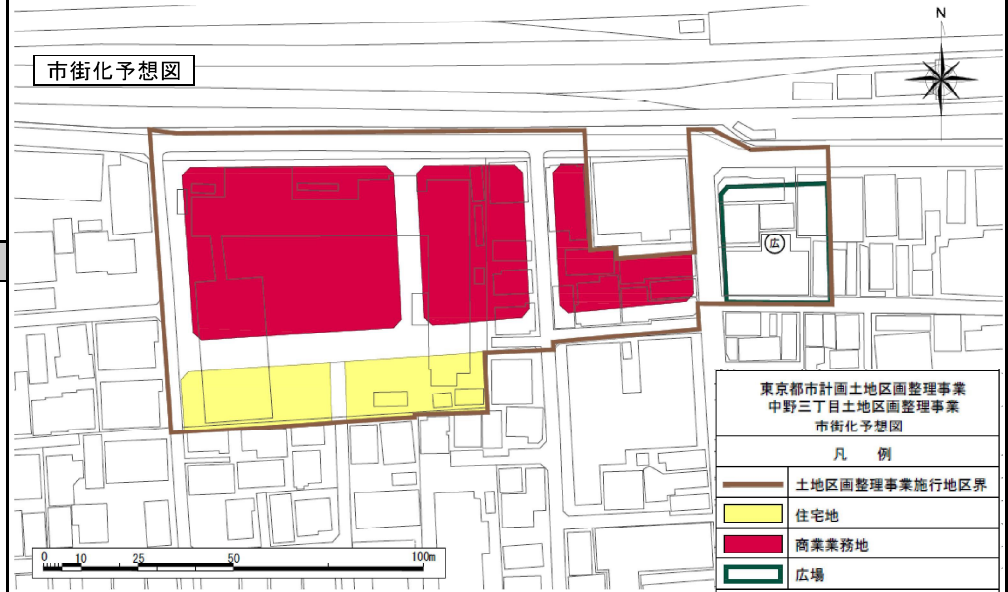 市街化予想図
N
広
東京都市計画土地区画整理事業
中野三丁目土地区画整理事業
市街化予想図
凡 例
土地区画整理事業施行地区界
住宅地
商業業務地
広場
0 10 25 50 100m